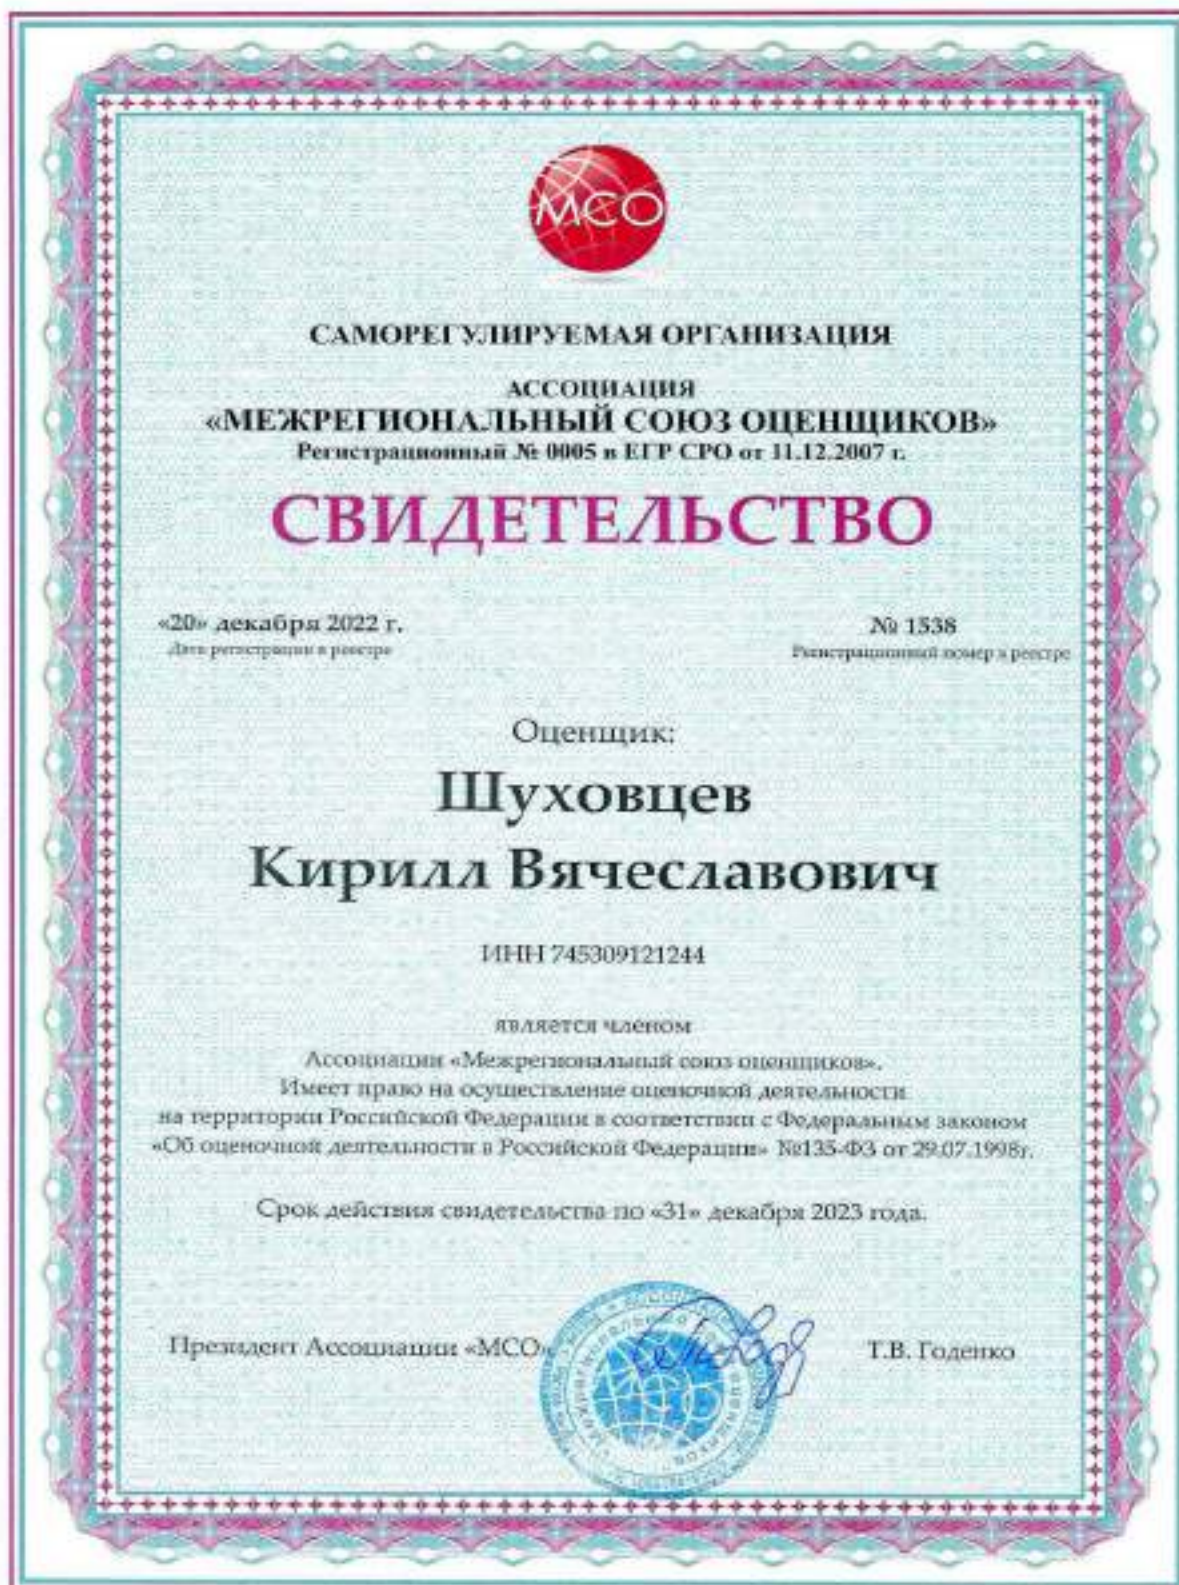 МСО
САМОРЕГУЛИРУЕМАЯ ОРГАНИЗАЦИЯ
АССОЦИАЦИЯ
«МЕЖРЕГИОНАЛЬНЫЙ СОЮЗ ОЦЕНЩИКОВ»
Регистрационный № 0005 в ЕГР СРО от 11.12.2007 г.
СВИДЕТЕЛЬСТВО
«20» декабря 2022 г.
Дата регистрации в реестре
№ 1538
Регистрационный номер в реестре
Оценщик:
Шуховцев
Кирилл Вячеславович
ИНН 745309121244
является членом
Ассоциации «Межрегиональный союз оценщиков».
Имеет право на осуществление оценочной деятельности
на территории Российской Федерации в соответствии с Федеральным законом
«Об оценочной деятельности в Российской Федерации» №135-ФЗ от 29.07.1998г.
Срок действия свидетельства по «31» декабря 2023 года.
Президент Ассоциации «МСО»
Т.В. Годенко